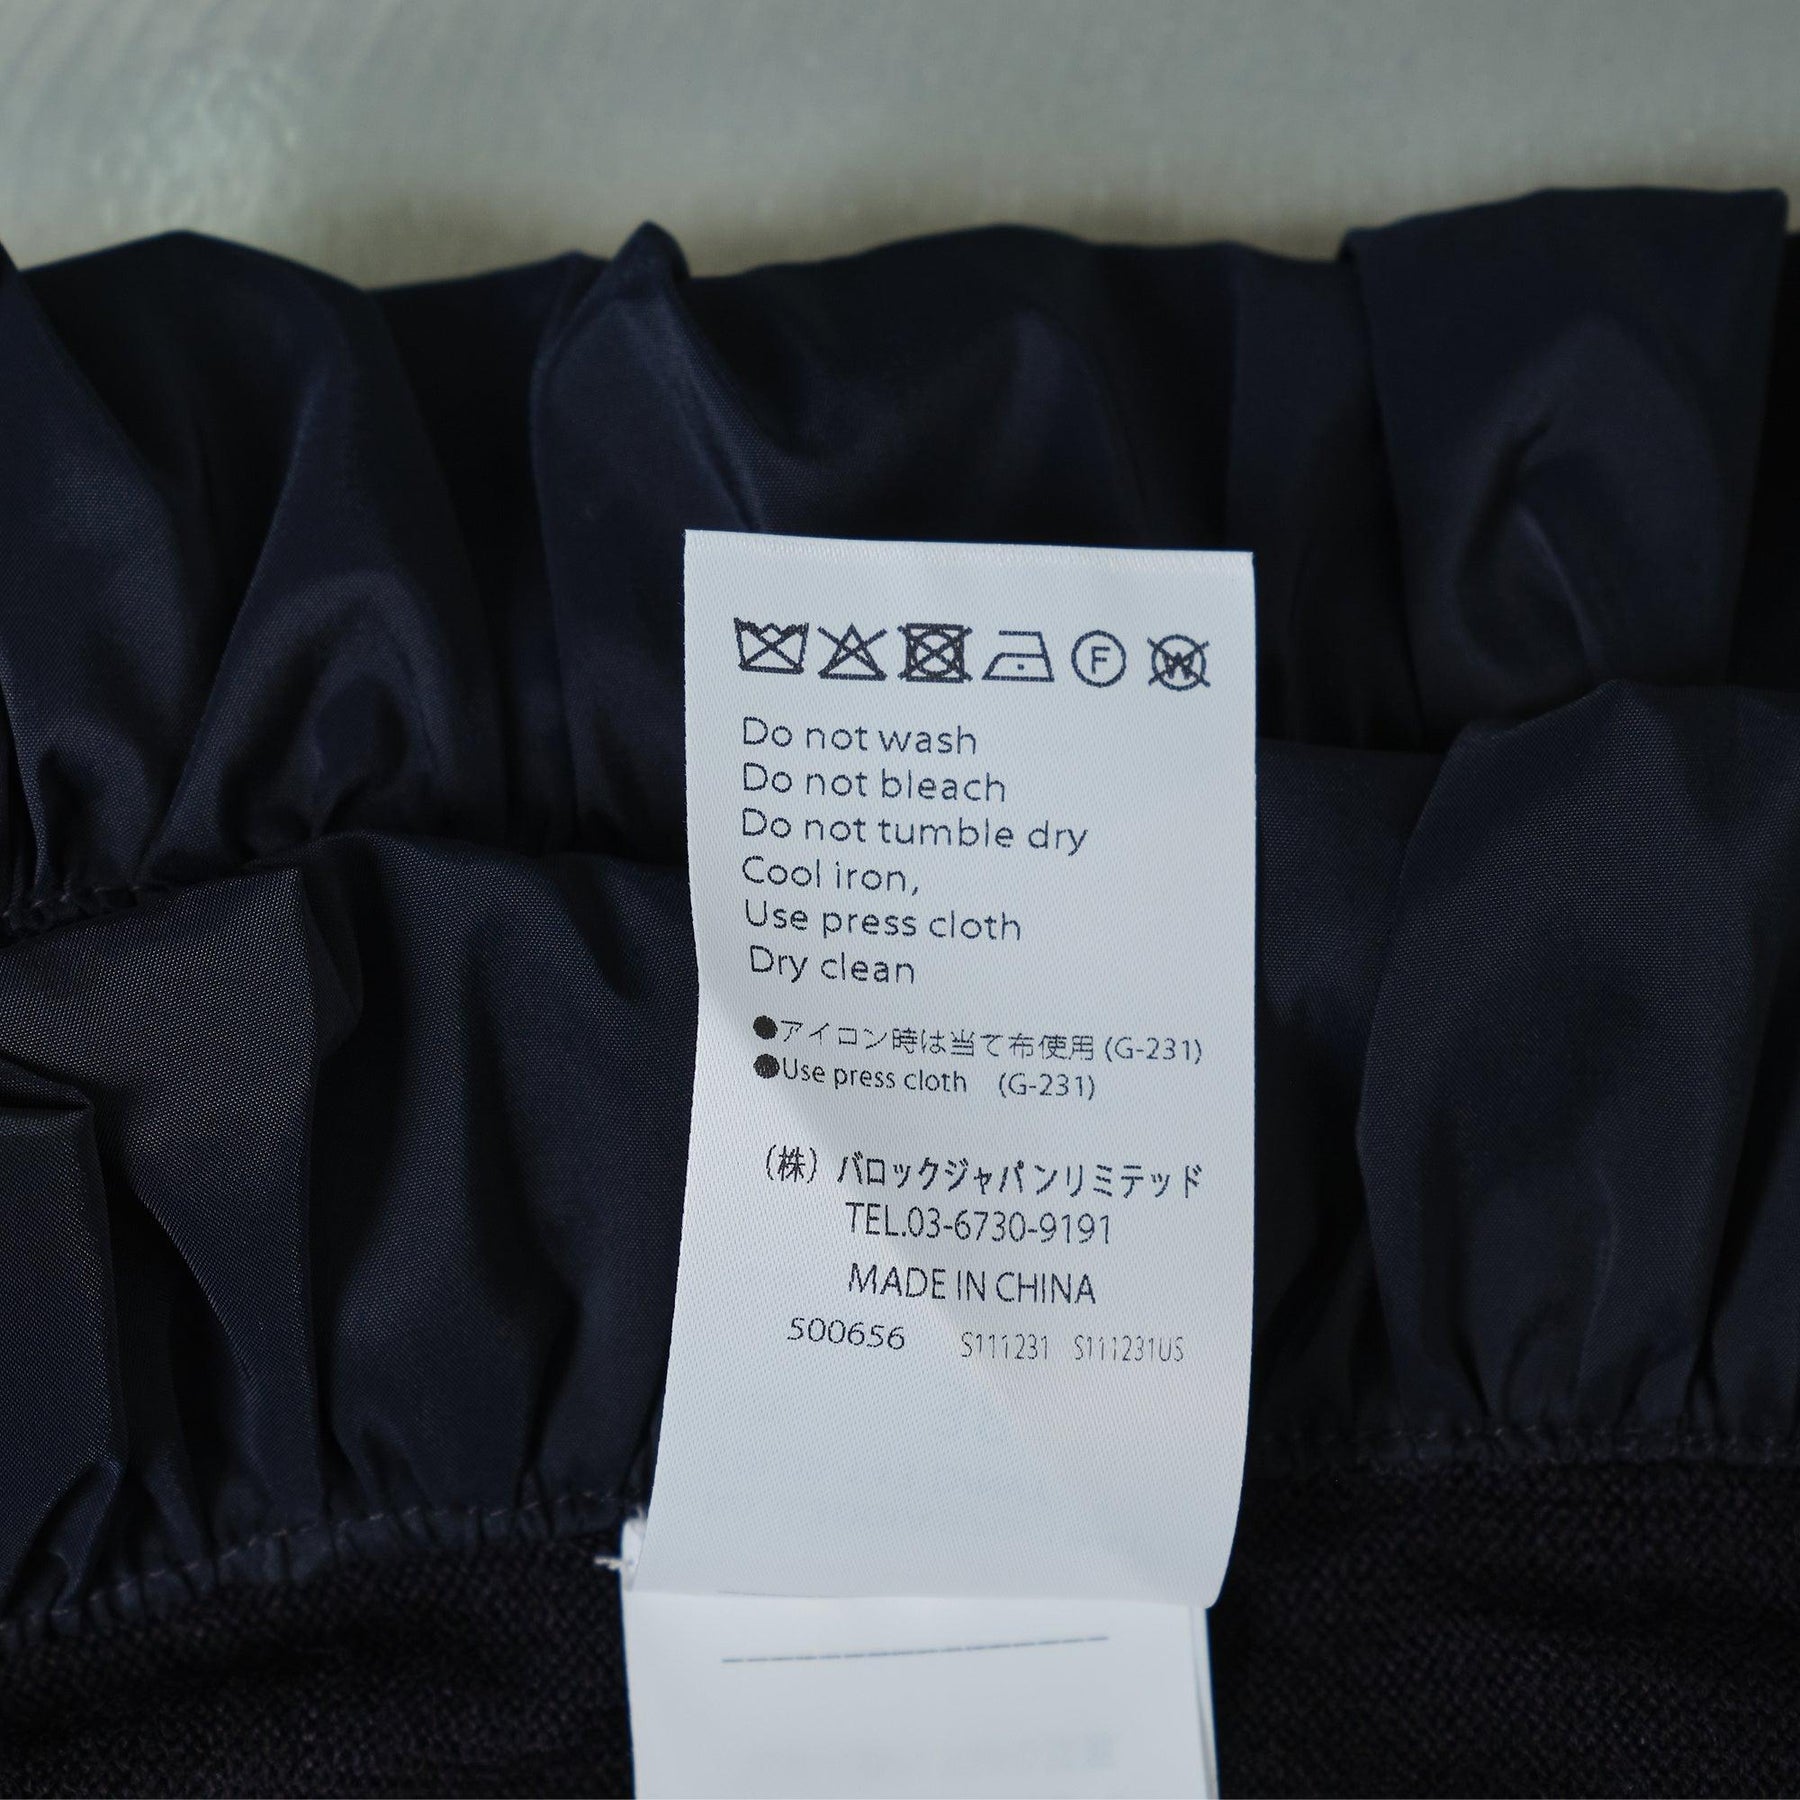 F W
Do not wash
Do not bleach
Do not tumble dry
Cool iron,
Use press cloth
Dry clean
●アイロン時は当て布使用 (G-231)
●Use press cloth (G-231)
(株) バロックジャパンリミテッド
TEL.03-6730-9191
MADE IN CHINA
500656 S111231 S111231US